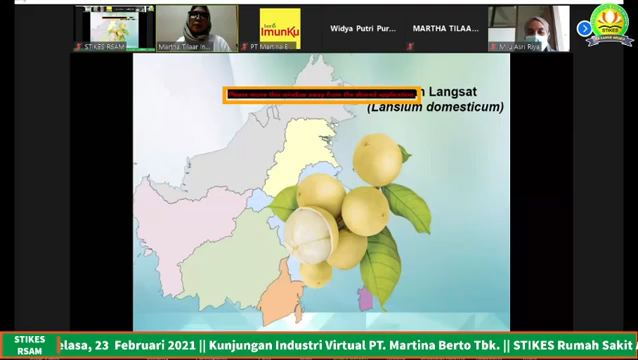 STIKES RSAM
Martha Tilaar In...
barito
ImunKu
PT Martina E...
Widya Putri Pur...
MARTHA TILAA...
Mru Asri Riya...
STIKES
Please move this window away from the shared application.
n Langsat
(Lansium domesticum)
STIKES
RSAM
elasa, 23 Februari 2021 || Kunjungan Industri Virtual PT. Martina Berto Tbk. || STIKES Rumah Sakit A